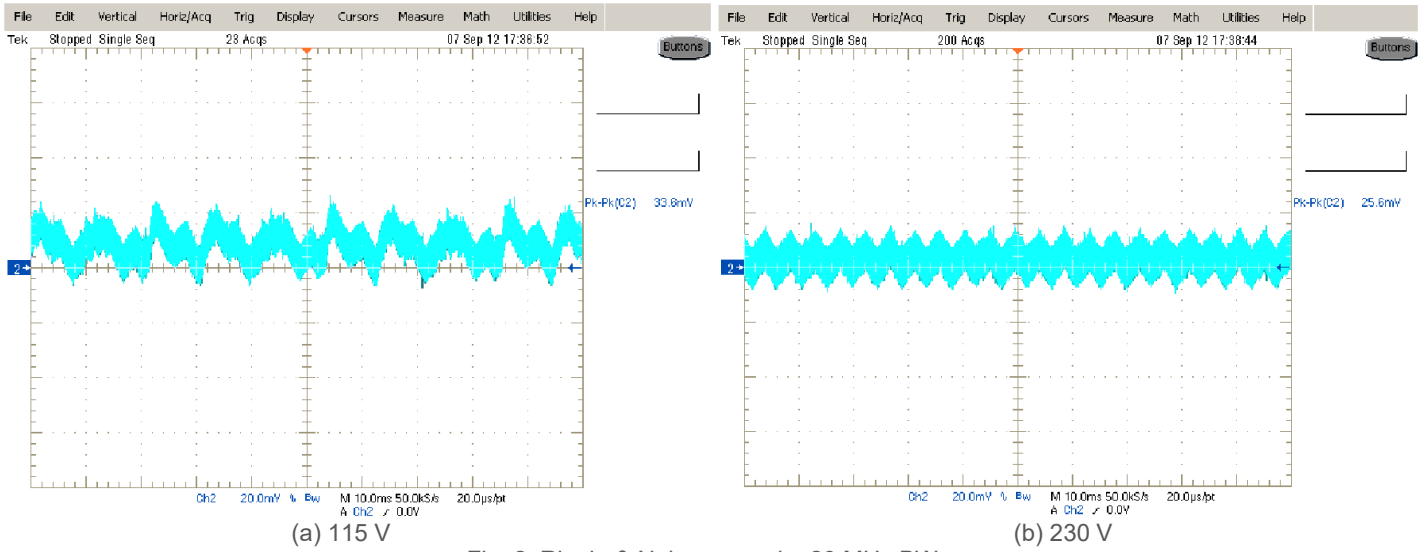 File Edit Vertical Horiz/Acq Trig Display Cursors Measure Math Utilities Help
Tek Stopped Single Seq 28 Acqs 07 Sep 12 17:36:52
Buttons
Pk-Pk(C2) 33.6mV
2
Ch2 20.0mV Bw M 10.0ms 50.0kS/s 20.0µs/pt
A Ch2 0.0V
(a) 115 V
File Edit Vertical Horiz/Acq Trig Display Cursors Measure Math Utilities Help
Tek Stopped Single Seq 200 Acqs 07 Sep 12 17:38:44
Buttons
Pk-Pk(C2) 25.6mV
2
Ch2 20.0mV Bw M 10.0ms 50.0kS/s 20.0µs/pt
A Ch2 0.0V
(b) 230 V